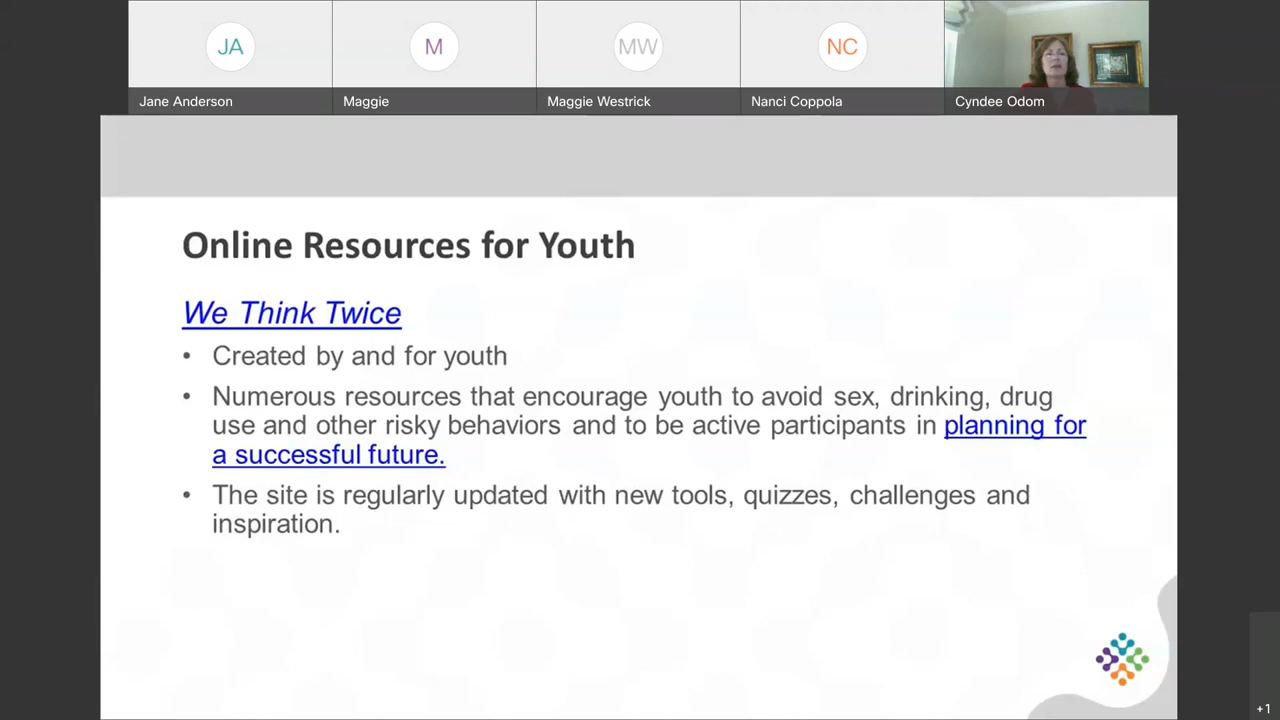 JA
M
MW
NC
Jane Anderson
Maggie
Maggie Westrick
Nanci Coppola
Cyndee Odom
Online Resources for Youth
We Think Twice
• Created by and for youth
• Numerous resources that encourage youth to avoid sex, drinking, drug
use and other risky behaviors and to be active participants in planning for
a successful future.
• The site is regularly updated with new tools, quizzes, challenges and
inspiration.
+1